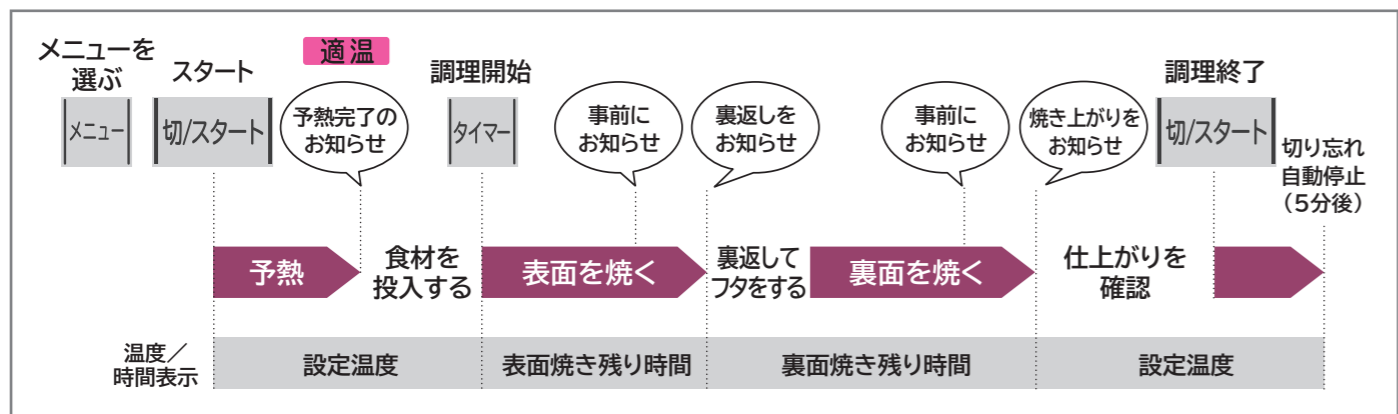 メニューを
選ぶ
メニュー
スタート
切/スタート
適温
予熱完了の
お知らせ
調理開始
タイマー
事前に
お知らせ
裏返しを
お知らせ
事前に
お知らせ
焼き上がりを
お知らせ
調理終了
切/スタート
切り忘れ
自動停止
(5分後)
予熱
食材を
投入する
表面を焼く
裏返して
フタをする
裏面を焼く
仕上がりを
確認
温度/
時間表示
設定温度
表面焼き残り時間
裏面焼き残り時間
設定温度